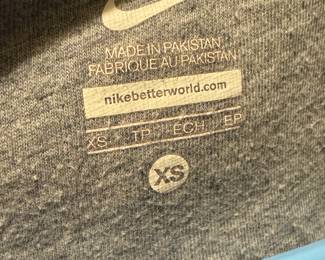 MADE IN PAKISTAN
FABRIQUE AU PAKISTAN
nikebetterworld.com
XS TP ECH EP
XS